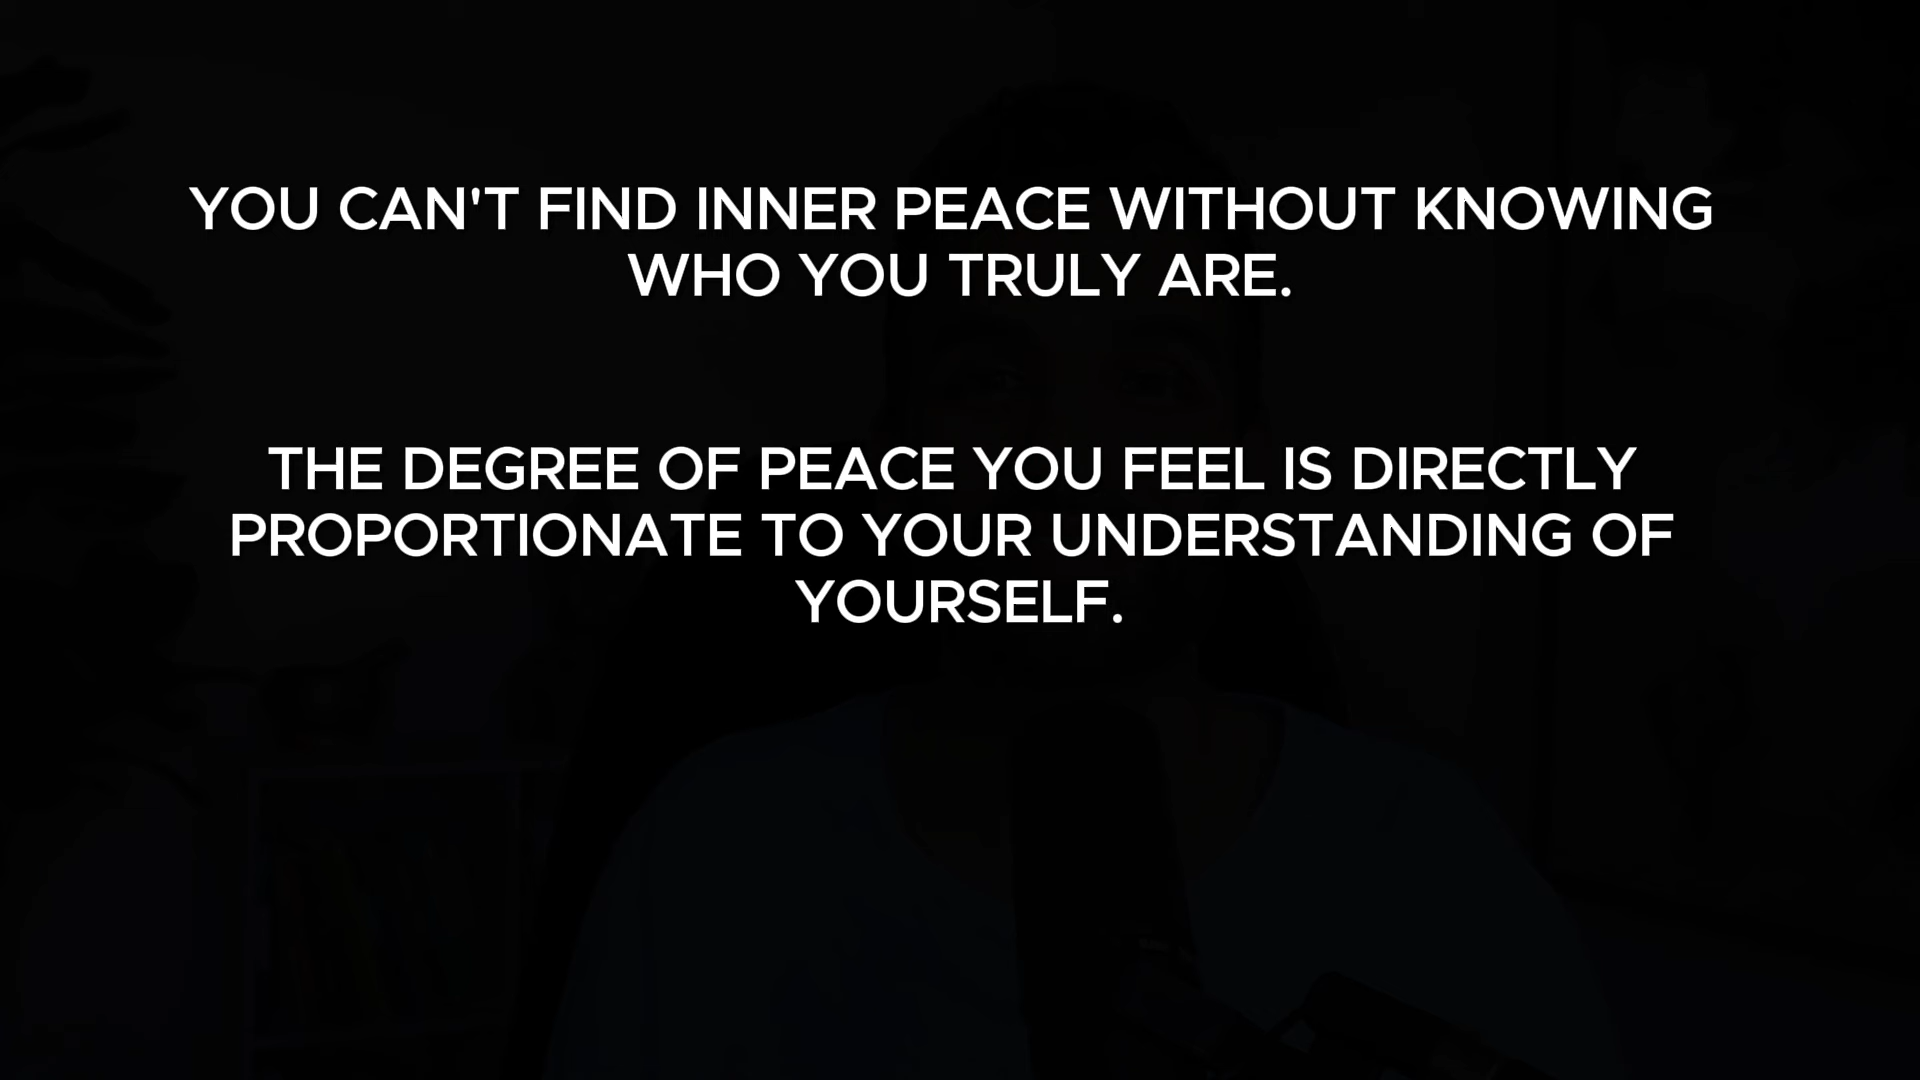 YOU CAN'T FIND INNER PEACE WITHOUT KNOWING
WHO YOU TRULY ARE.
THE DEGREE OF PEACE YOU FEEL IS DIRECTLY
PROPORTIONATE TO YOUR UNDERSTANDING OF
YOURSELF.